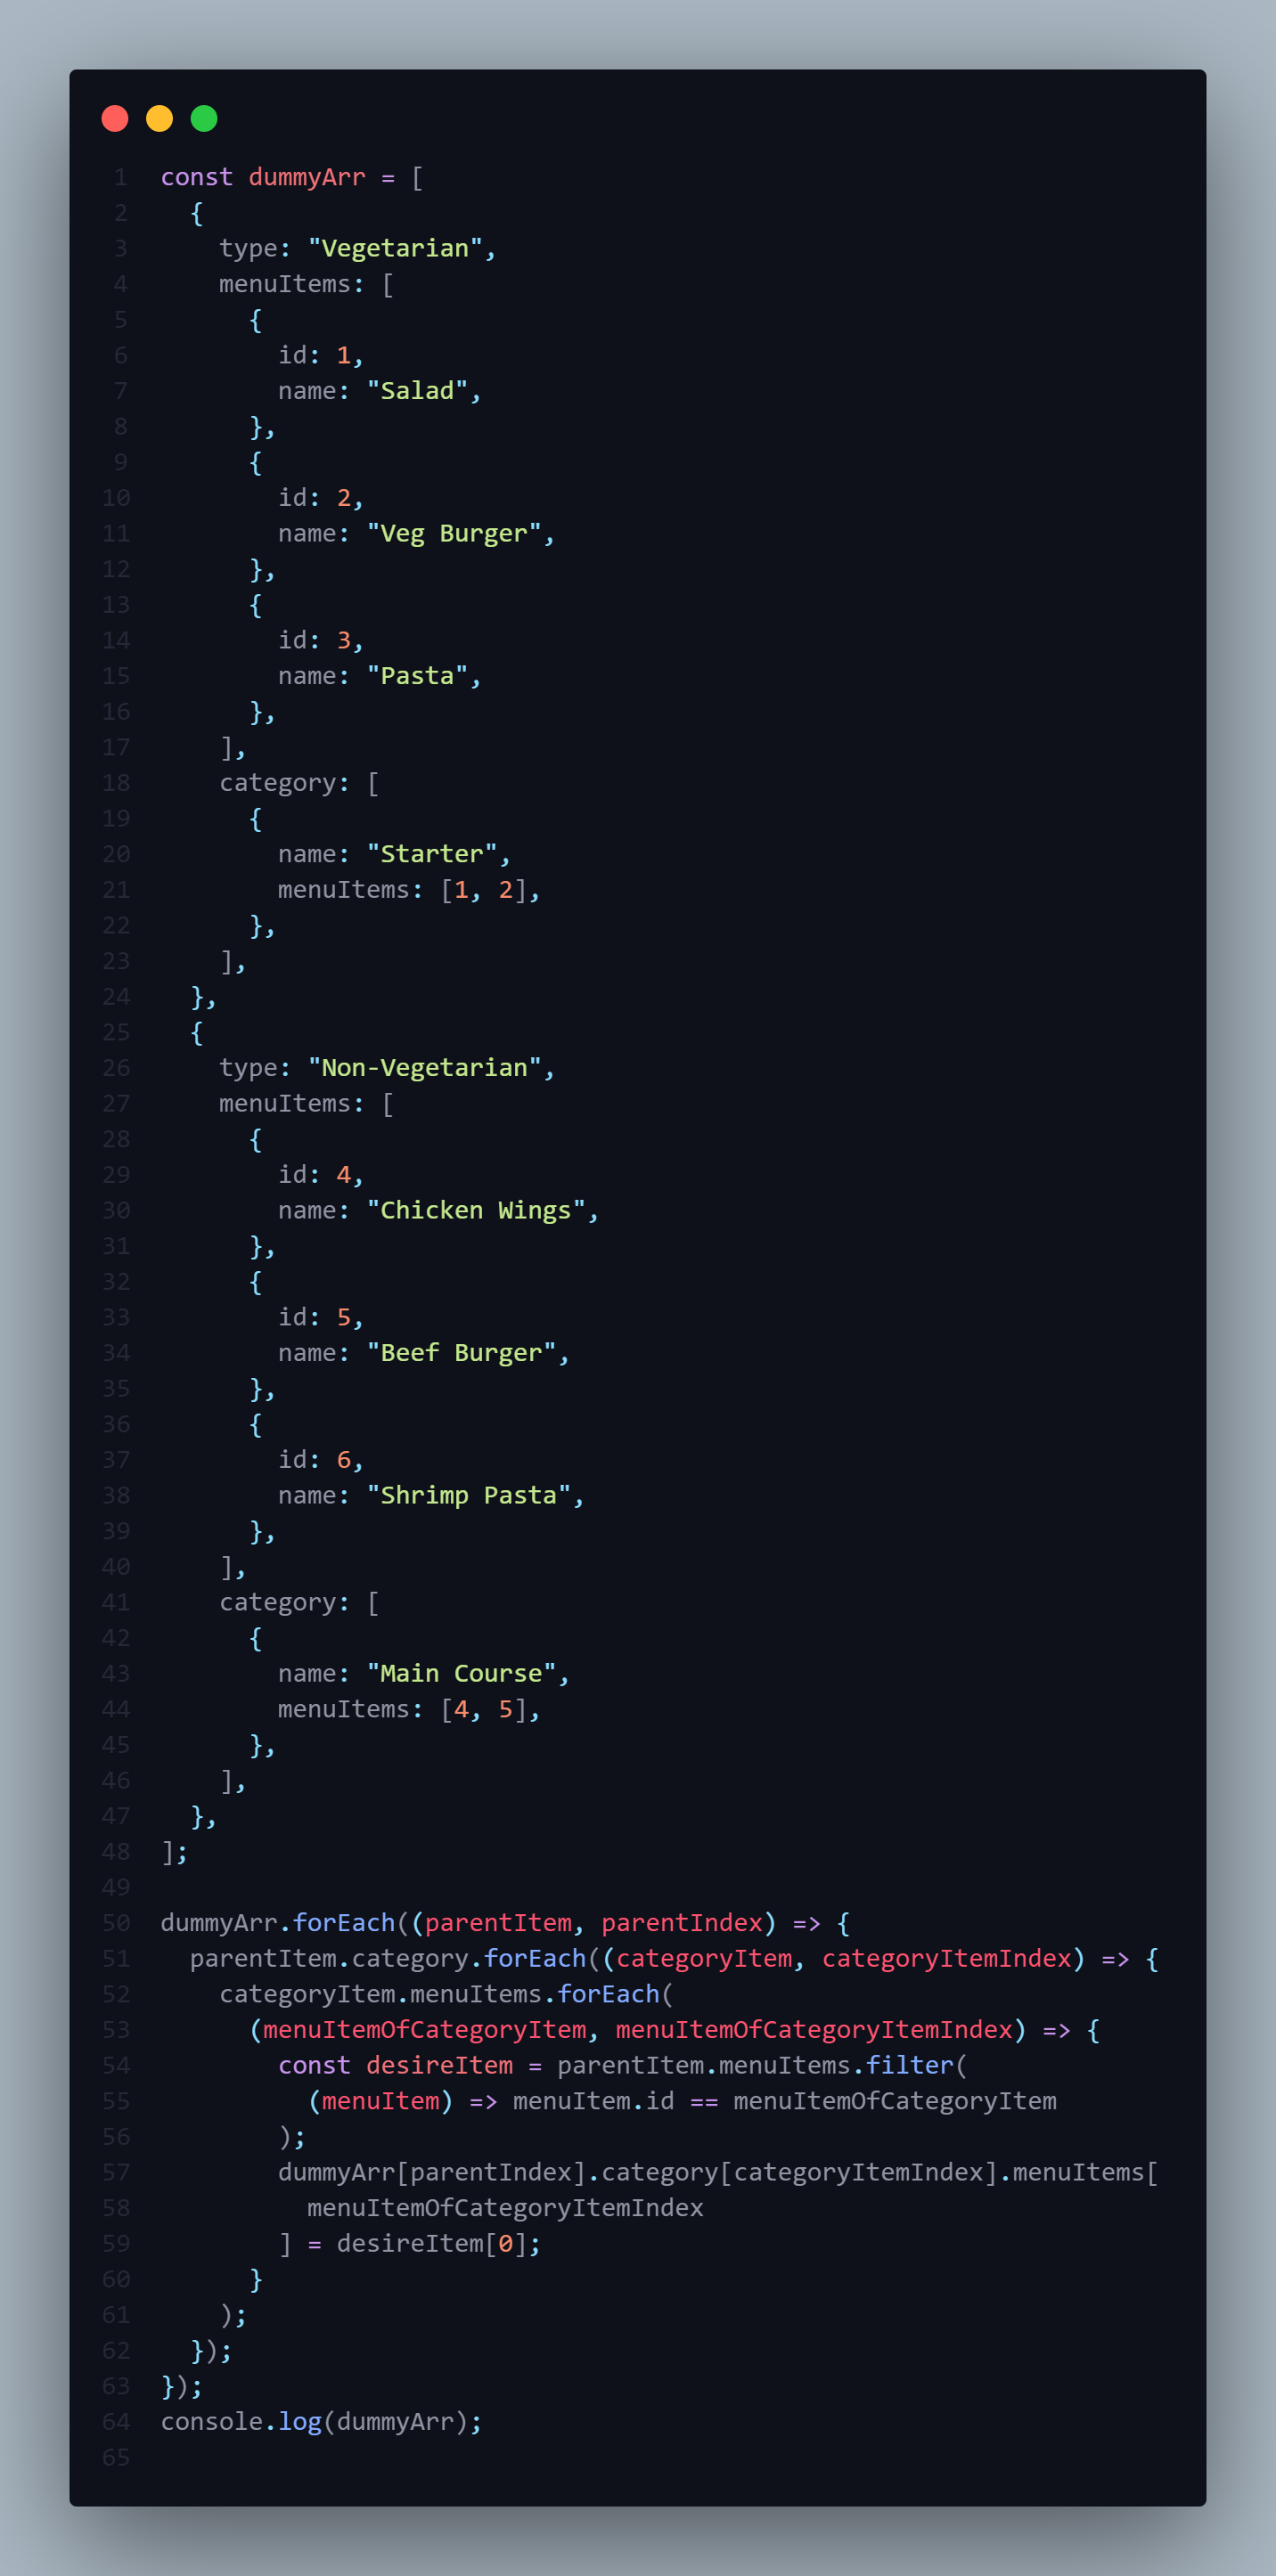 1 const dummyArr = [
2   {
3     type: "Vegetarian",
4     menuItems: [
5       {
6         id: 1,
7         name: "Salad",
8       },
9       {
10         id: 2,
11         name: "Veg Burger",
12       },
13       {
14         id: 3,
15         name: "Pasta",
16       },
17     ],
18     category: [
19       {
20         name: "Starter",
21         menuItems: [1, 2],
22       },
23     ],
24   },
25   {
26     type: "Non-Vegetarian",
27     menuItems: [
28       {
29         id: 4,
30         name: "Chicken Wings",
31       },
32       {
33         id: 5,
34         name: "Beef Burger",
35       },
36       {
37         id: 6,
38         name: "Shrimp Pasta",
39       },
40     ],
41     category: [
42       {
43         name: "Main Course",
44         menuItems: [4, 5],
45       },
46     ],
47   },
48 ];
49
50 dummyArr.forEach((parentItem, parentIndex) => {
51   parentItem.category.forEach((categoryItem, categoryItemIndex) => {
52     categoryItem.menuItems.forEach(
53       (menuItemOfCategoryItem, menuItemOfCategoryItemIndex) => {
54         const desireItem = parentItem.menuItems.filter(
55           (menuItem) => menuItem.id == menuItemOfCategoryItem
56         );
57         dummyArr[parentIndex].category[categoryItemIndex].menuItems[
58           menuItemOfCategoryItemIndex
59         ] = desireItem[0];
60       }
61     );
62   });
63 });
64 console.log(dummyArr);
65